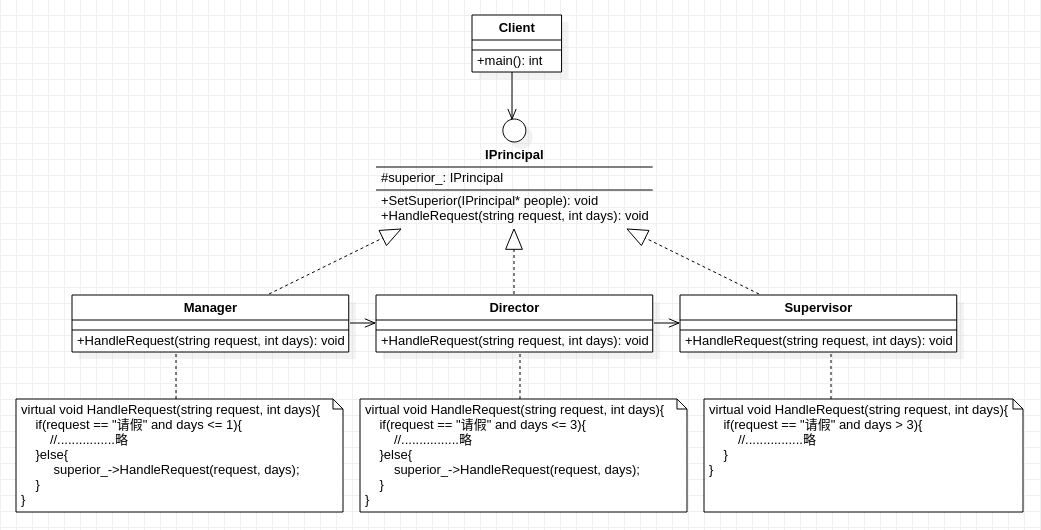 Client
+main(): int
IPrincipal
#superior_: IPrincipal
+SetSuperior(IPrincipal* people): void
+HandleRequest(string request, int days): void
Manager
+HandleRequest(string request, int days): void
Director
+HandleRequest(string request, int days): void
Supervisor
+HandleRequest(string request, int days): void
virtual void HandleRequest(string request, int days){
if(request == "请假" and days <= 1){
//................略
}else{
superior_->HandleRequest(request, days);
}
}
virtual void HandleRequest(string request, int days){
if(request == "请假" and days <= 3){
//................略
}else{
superior_->HandleRequest(request, days);
}
}
virtual void HandleRequest(string request, int days){
if(request == "请假" and days > 3){
//................略
}
}